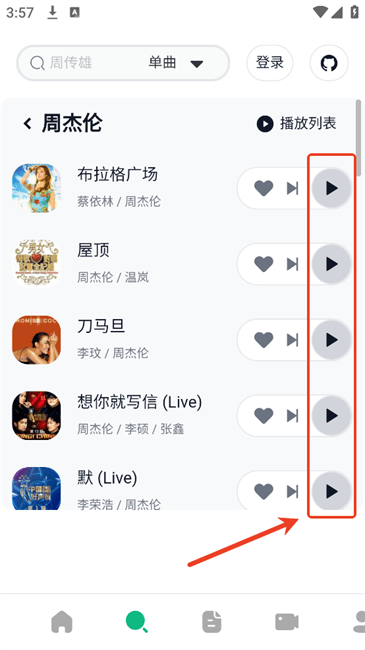 3:57
A
周传雄
单曲
登录
周杰伦
播放列表
布拉格广场
蔡依林 / 周杰伦
屋顶
周杰伦 / 温岚
刀马旦
李玟 / 周杰伦
想你就写信 (Live)
周杰伦 / 李硕 / 张鑫
默 (Live)
李荣浩 / 周杰伦